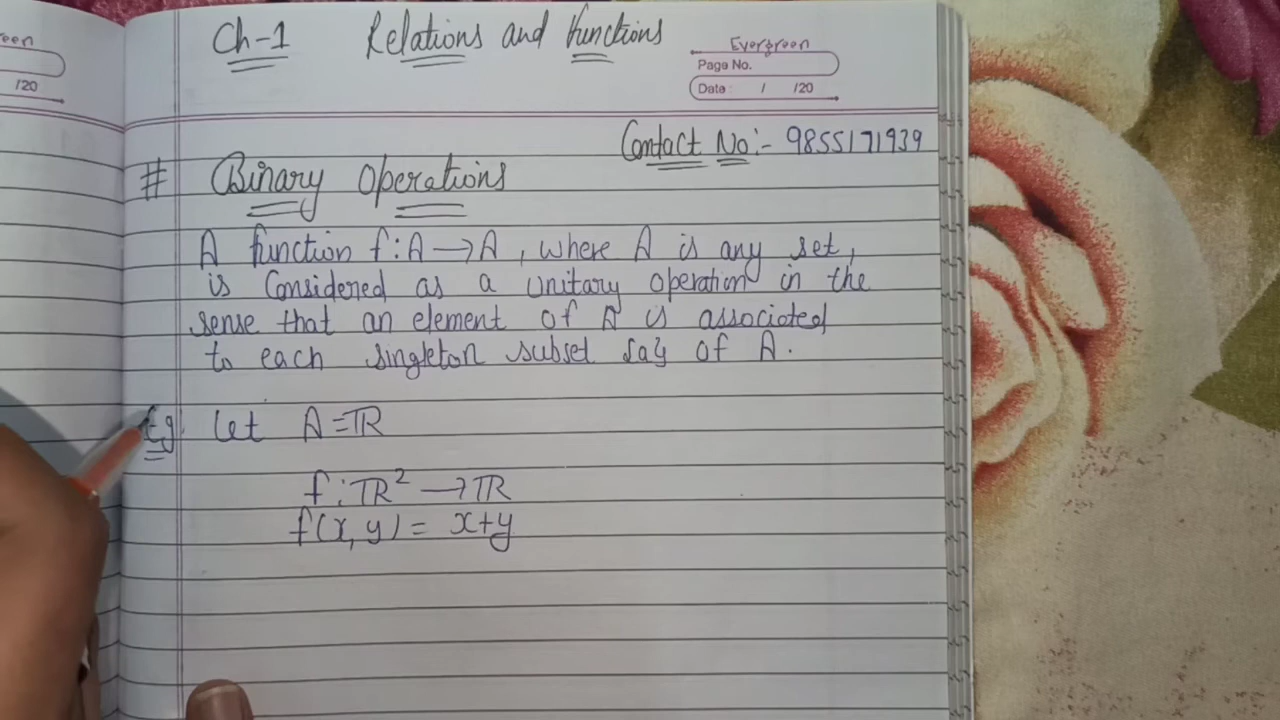 een
/20
Ch-1 Relations and Functions
Evergreen
Page No.
Date : / /20
Contact No:- 9855171939
# Binary Operations
A function f:A→A, where A is any set,
is Considered as a unitary operation in the
sense that an element of A is associated
to each singleton subset say of A.
Eg. Let A=ℝ
f:ℝ²→ℝ
f(x,y)= x+y